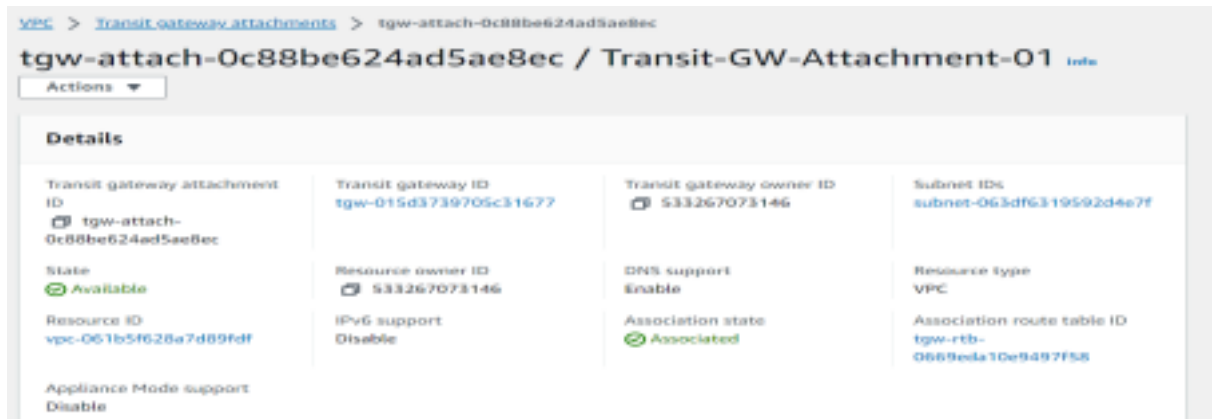 VPC > Transit gateway attachments > tgw-attach-0c88be624ad5ae8ec
tgw-attach-0c88be624ad5ae8ec / Transit-GW-Attachment-01 Info
Actions
Details
Transit gateway attachment ID
tgw-attach-0c88be624ad5ae8ec
Transit gateway ID
tgw-015d3739705c31677
Transit gateway owner ID
533267073146
Subnet IDs
subnet-063df6319592d4e7f
State
Available
Resource owner ID
533267073146
DNS support
Enable
Resource type
VPC
Resource ID
vpc-061b5f628a7d89fdf
IPv6 support
Disable
Association state
Associated
Association route table ID
tgw-rtb-0669eda10e9497f58
Appliance Mode support
Disable